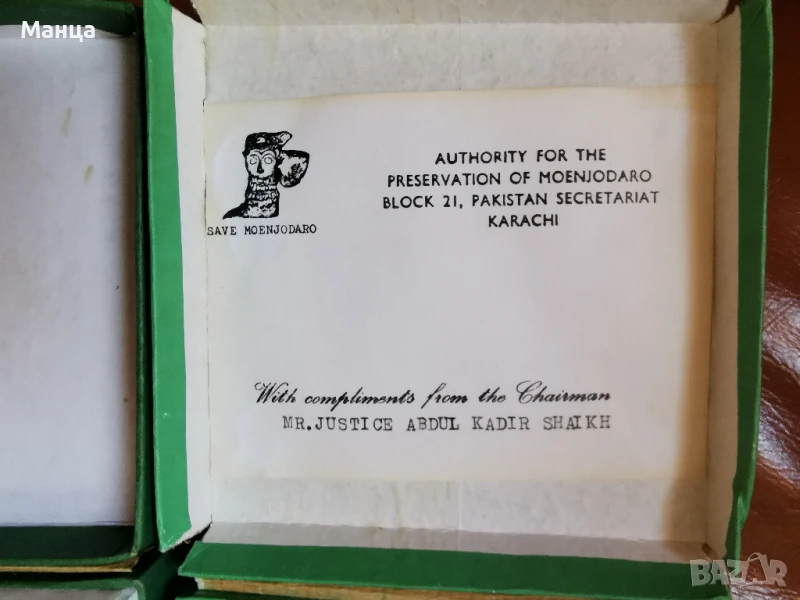 Манца
AUTHORITY FOR THE
PRESERVATION OF MOENJODARO
BLOCK 21, PAKISTAN SECRETARIAT
KARACHI
SAVE MOENJODARO
With compliments from the Chairman
MR.JUSTICE ABDUL KADIR SHAIKH
BAZAR